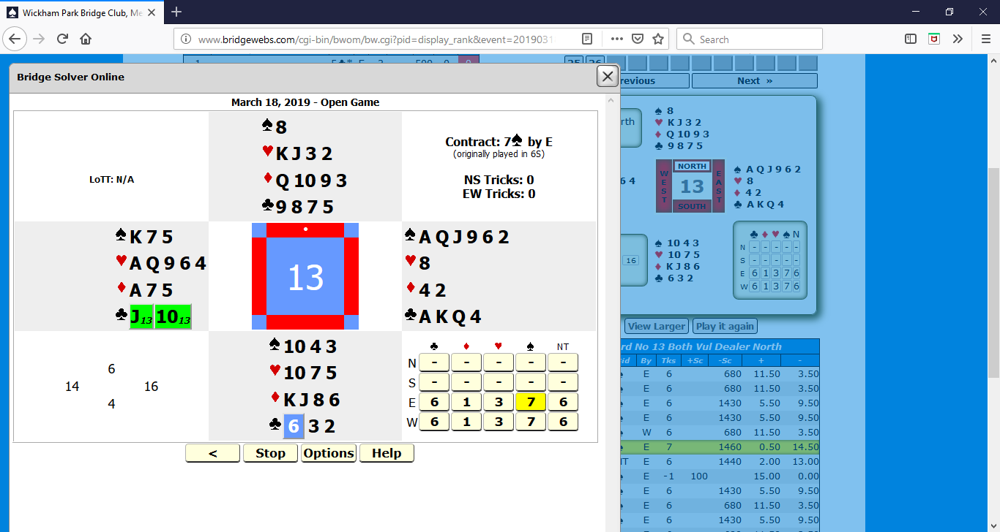 Wickham Park Bridge Club, Me
www.bridgewebs.com/cgi-bin/bwom/bw.cgi?pid=display_rank&event=2019031
Search
25 26
Bridge Solver Online
revious Next »
March 18, 2019 - Open Game
LoTT: N/A
♠ 8
♥ K J 3 2
♦ Q 10 9 3
♣ 9 8 7 5
Contract: 7♠ by E
(originally played in 6S)
NS Tricks: 0
EW Tricks: 0
♠ K 7 5
♥ A Q 9 6 4
♦ A 7 5
♣ J13 1013
13
♠ A Q J 9 6 2
♥ 8
♦ 4 2
♣ A K Q 4
6
14 16
4
♠ 10 4 3
♥ 10 7 5
♦ K J 8 6
♣ 6 3 2
♣ ♦ ♥ ♠ NT
N - - - - -
S - - - - -
E 6 1 3 7 6
W 6 1 3 7 6
< Stop Options Help
rth
♠ 8
♥ K J 3 2
♦ Q 10 9 3
♣ 9 8 7 5
6 4
NORTH
WEST 13 EAST
SOUTH
♠ A Q J 9 6 2
♥ 8
♦ 4 2
♣ A K Q 4
16
♠ 10 4 3
♥ 10 7 5
♦ K J 8 6
♣ 6 3 2
♣ ♦ ♥ ♠ N
N - - - - -
S - - - - -
E 6 1 3 7 6
W 6 1 3 7 6
View Larger Play it again
rd No 13 Both Vul Dealer North
Bid By Tks +Sc -Sc + -
E 6 680 11.50 3.50
E 6 680 11.50 3.50
E 6 1430 5.50 9.50
E 6 1430 5.50 9.50
W 6 680 11.50 3.50
E 7 1460 0.50 14.50
NT E 6 1440 2.00 13.00
E -1 100 15.00 0.00
E 6 1430 5.50 9.50
E 6 680 11.50 3.50
E 6 1430 5.50 9.50